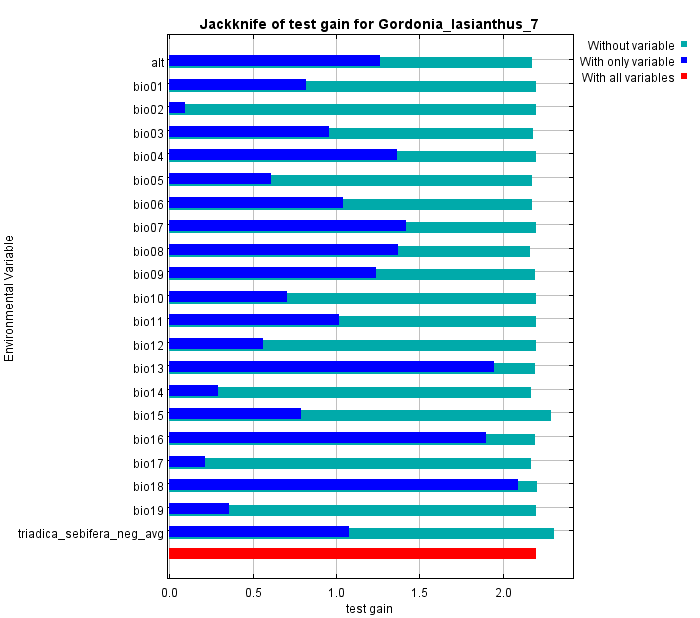 Jackknife of test gain for Gordonia_lasianthus_7
Without variable
With only variable
With all variables
Environmental Variable
alt
bio01
bio02
bio03
bio04
bio05
bio06
bio07
bio08
bio09
bio10
bio11
bio12
bio13
bio14
bio15
bio16
bio17
bio18
bio19
triadica_sebifera_neg_avg
0.0 0.5 1.0 1.5 2.0
test gain